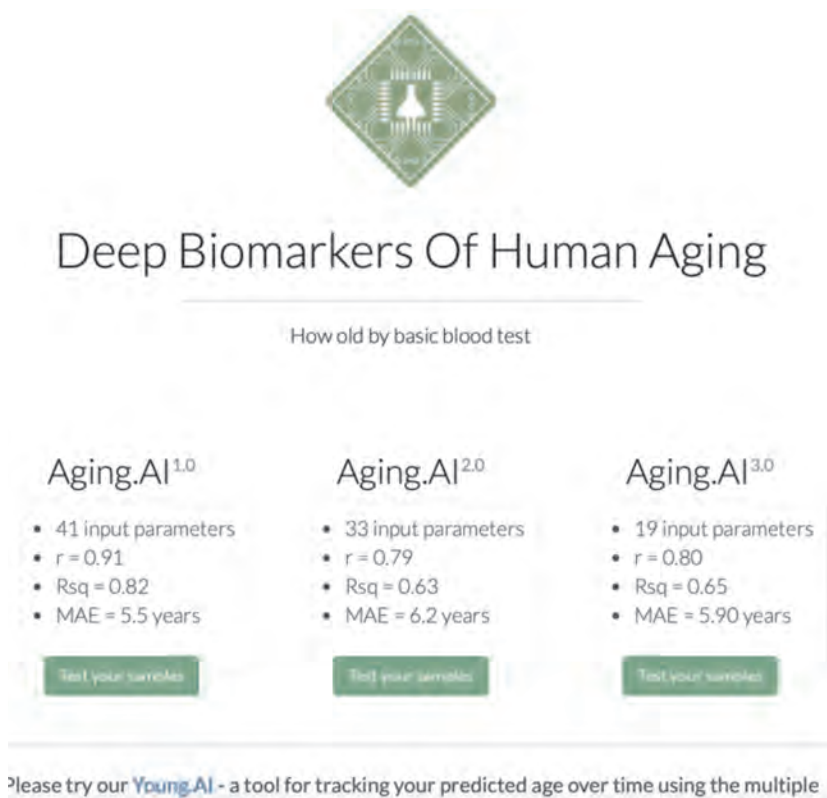 Deep Biomarkers Of Human Aging
How old by basic blood test
Aging.AI1.0
• 41 input parameters
• r = 0.91
• Rsq = 0.82
• MAE = 5.5 years
Test your samples
Aging.AI2.0
• 33 input parameters
• r = 0.79
• Rsq = 0.63
• MAE = 6.2 years
Test your samples
Aging.AI3.0
• 19 input parameters
• r = 0.80
• Rsq = 0.65
• MAE = 5.90 years
Test your samples
Please try our Young.AI - a tool for tracking your predicted age over time using the multiple